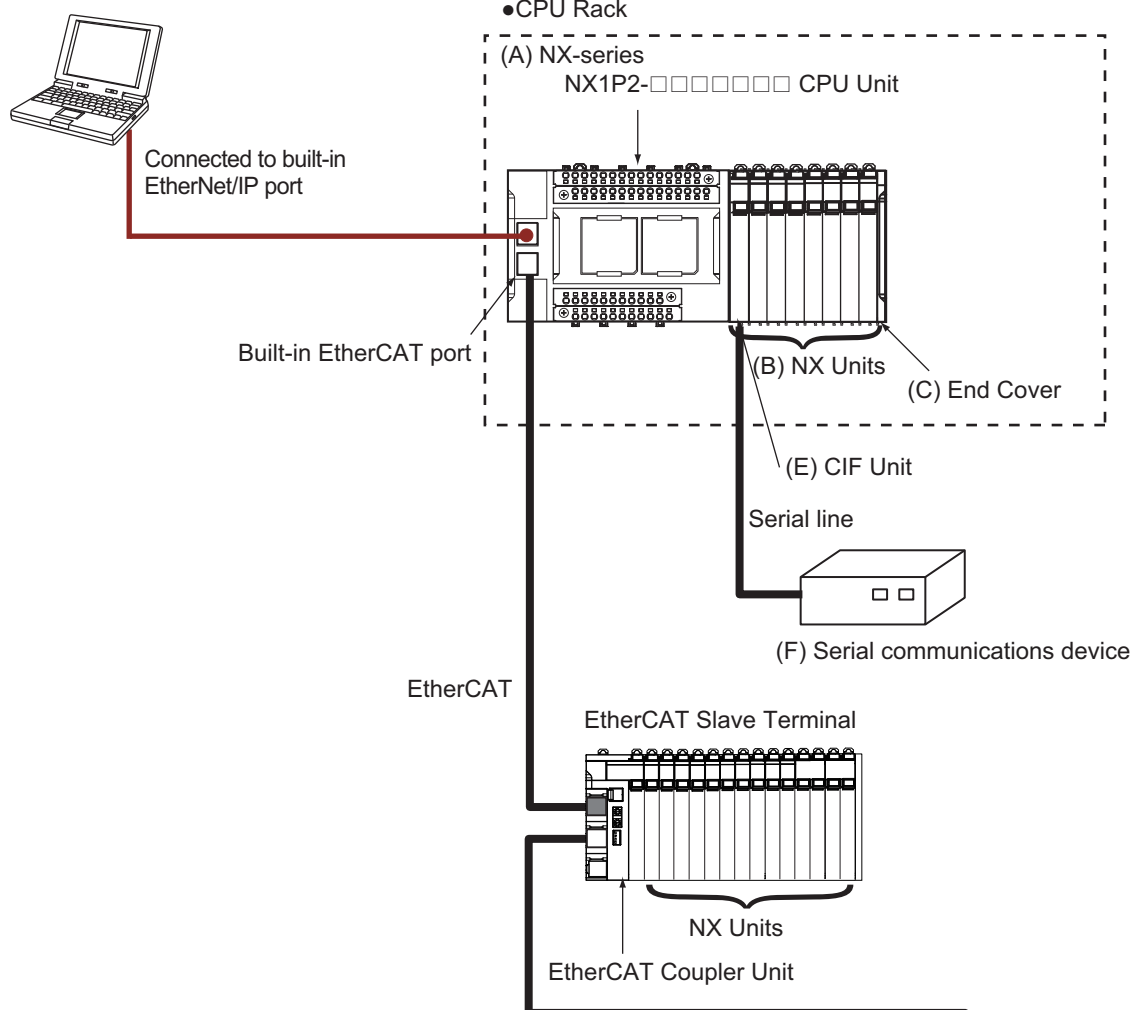 ●CPU Rack
(A) NX-series
NX1P2-□□□□□□□ CPU Unit
Connected to built-in
EtherNet/IP port
Built-in EtherCAT port
(B) NX Units
(C) End Cover
(E) CIF Unit
Serial line
(F) Serial communications device
EtherCAT
EtherCAT Slave Terminal
NX Units
EtherCAT Coupler Unit